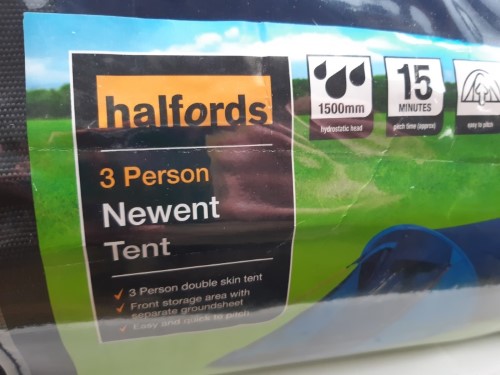 halfords
3 Person
Newent
Tent
✓ 3 Person double skin tent
✓ Front storage area with
separate groundsheet
✓ Easy and quick to pitch
1500mm
hydrostatic head
15
MINUTES
pitch time (approx)
easy to pitch